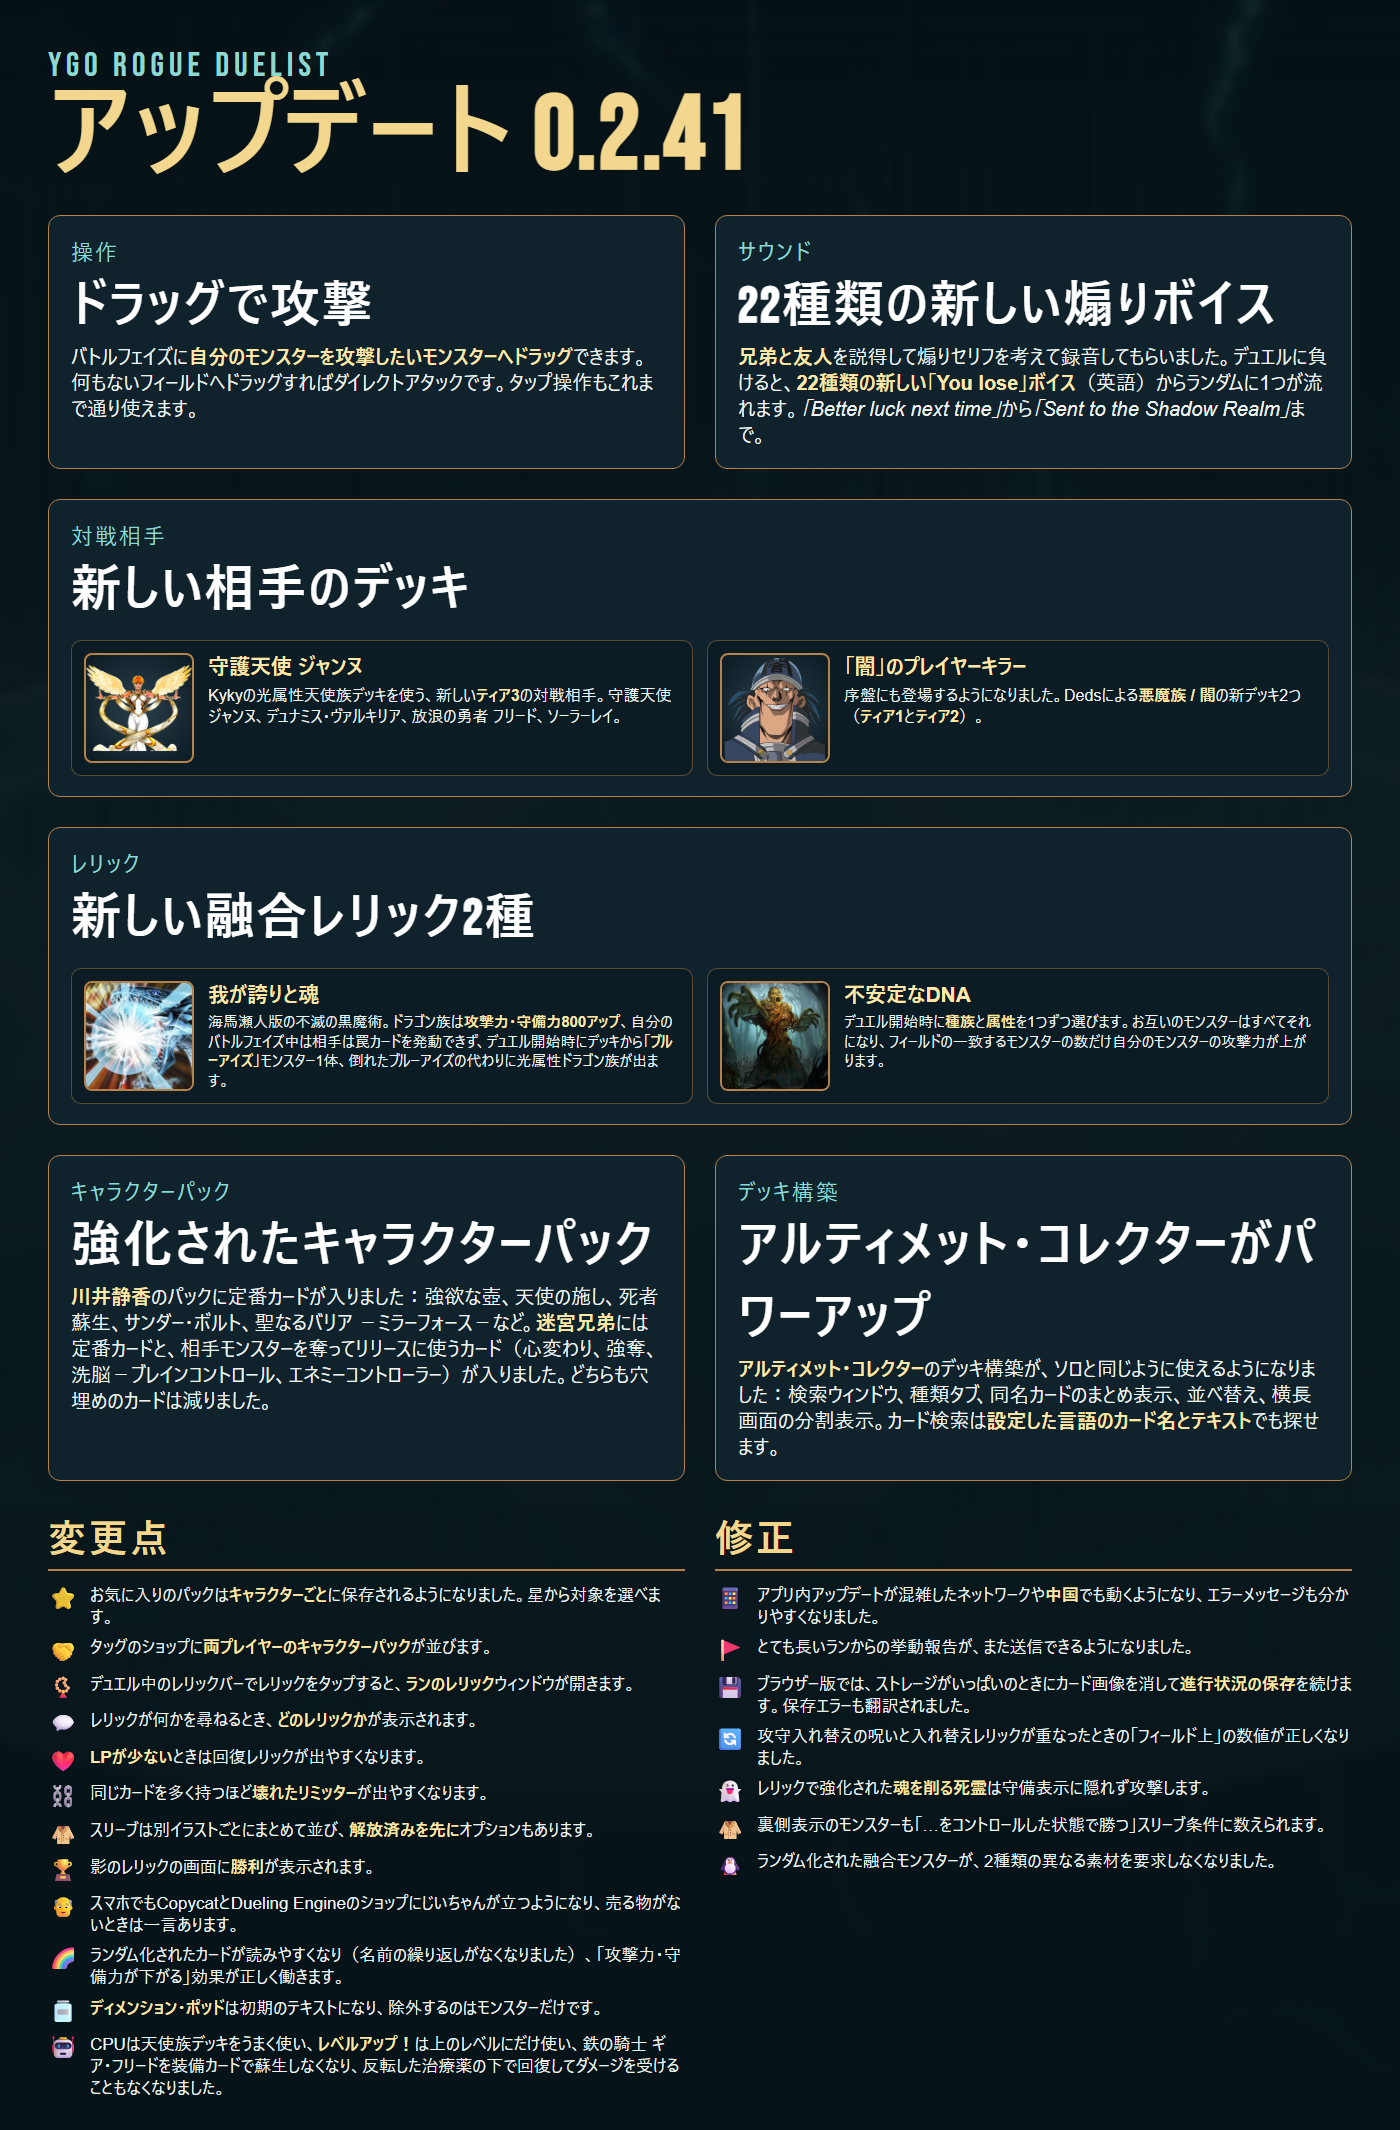 YGO ROGUE DUELIST
アップデート 0.2.41
操作
ドラッグで攻撃
バトルフェイズに自分のモンスターを攻撃したいモンスターへドラッグできます。
何もないフィールドへドラッグすればダイレクトアタックです。タップ操作もこれま
で通り使えます。
サウンド
22種類の新しい煽りボイス
兄弟と友人を説得して煽りセリフを考えて録音してもらいました。デュエルに負
けると、22種類の新しい「You lose」ボイス（英語）からランダムに1つが流
れます。「Better luck next time」から「Sent to the Shadow Realm」ま
で。
対戦相手
新しい相手のデッキ
守護天使 ジャンヌ
Kykyの光属性天使族デッキを使う、新しいティア3の対戦相手。守護天使
ジャンヌ、デュナミス・ヴァルキリア、放浪の勇者 フリード、ソーラーレイ。
「闇」のプレイヤーキラー
序盤にも登場するようになりました。Dedsによる悪魔族 / 闇の新デッキ2つ
（ティア1とティア2）。
レリック
新しい融合レリック2種
我が誇りと魂
海馬瀬人版の不滅の黒魔術。ドラゴン族は攻撃力・守備力800アップ、自分の
バトルフェイズ中は相手は罠カードを発動できず、デュエル開始時にデッキから「ブル
ーアイズ」モンスター1体、倒れたブルーアイズの代わりに光属性ドラゴン族が出ま
す。
不安定なDNA
デュエル開始時に種族と属性を1つずつ選びます。お互いのモンスターはすべてそれ
になり、フィールドの一致するモンスターの数だけ自分のモンスターの攻撃力が上が
ります。
キャラクターパック
強化されたキャラクターパック
川井静香のパックに定番カードが入りました：強欲な壺、天使の施し、死者
蘇生、サンダー・ボルト、聖なるバリア －ミラーフォース－など。迷宮兄弟には
定番カードと、相手モンスターを奪ってリリースに使うカード（心変わり、強奪、
洗脳－ブレインコントロール、エネミーコントローラー）が入りました。どちらも穴
埋めのカードは減りました。
デッキ構築
アルティメット・コレクターがパ
ワーアップ
アルティメット・コレクターのデッキ構築が、ソロと同じように使えるようになりま
した：検索ウィンドウ、種類タブ、同名カードのまとめ表示、並べ替え、横長
画面の分割表示。カード検索は設定した言語のカード名とテキストでも探せ
ます。
変更点
お気に入りのパックはキャラクターごとに保存されるようになりました。星から対象を選べま
す。
タッグのショップに両プレイヤーのキャラクターパックが並びます。
デュエル中のレリックバーでレリックをタップすると、ランのレリックウィンドウが開きます。
レリックが何かを尋ねるとき、どのレリックかが表示されます。
LPが少ないときは回復レリックが出やすくなります。
同じカードを多く持つほど壊れたリミッターが出やすくなります。
スリーブは別イラストごとにまとめて並び、解放済みを先にオプションもあります。
影のレリックの画面に勝利が表示されます。
スマホでもCopycatとDueling Engineのショップにじいちゃんが立つようになり、売る物がな
いときは一言あります。
ランダム化されたカードが読みやすくなり（名前の繰り返しがなくなりました）、「攻撃力・守
備力が下がる」効果が正しく働きます。
ディメンション・ポッドは初期のテキストになり、除外するのはモンスターだけです。
CPUは天使族デッキをうまく使い、レベルアップ！は上のレベルにだけ使い、鉄の騎士 ギ
ア・フリードを装備カードで蘇生しなくなり、反転した治療薬の下で回復してダメージを受ける
こともなくなりました。
修正
アプリ内アップデートが混雑したネットワークや中国でも動くようになり、エラーメッセージも分か
りやすくなりました。
とても長いランからの挙動報告が、また送信できるようになりました。
ブラウザー版では、ストレージがいっぱいのときにカード画像を消して進行状況の保存を続けま
す。保存エラーも翻訳されました。
攻守入れ替えの呪いと入れ替えレリックが重なったときの「フィールド上」の数値が正しくなり
ました。
レリックで強化された魂を削る死霊は守備表示に隠れず攻撃します。
裏側表示のモンスターも「…をコントロールした状態で勝つ」スリーブ条件に数えられます。
ランダム化された融合モンスターが、2種類の異なる素材を要求しなくなりました。